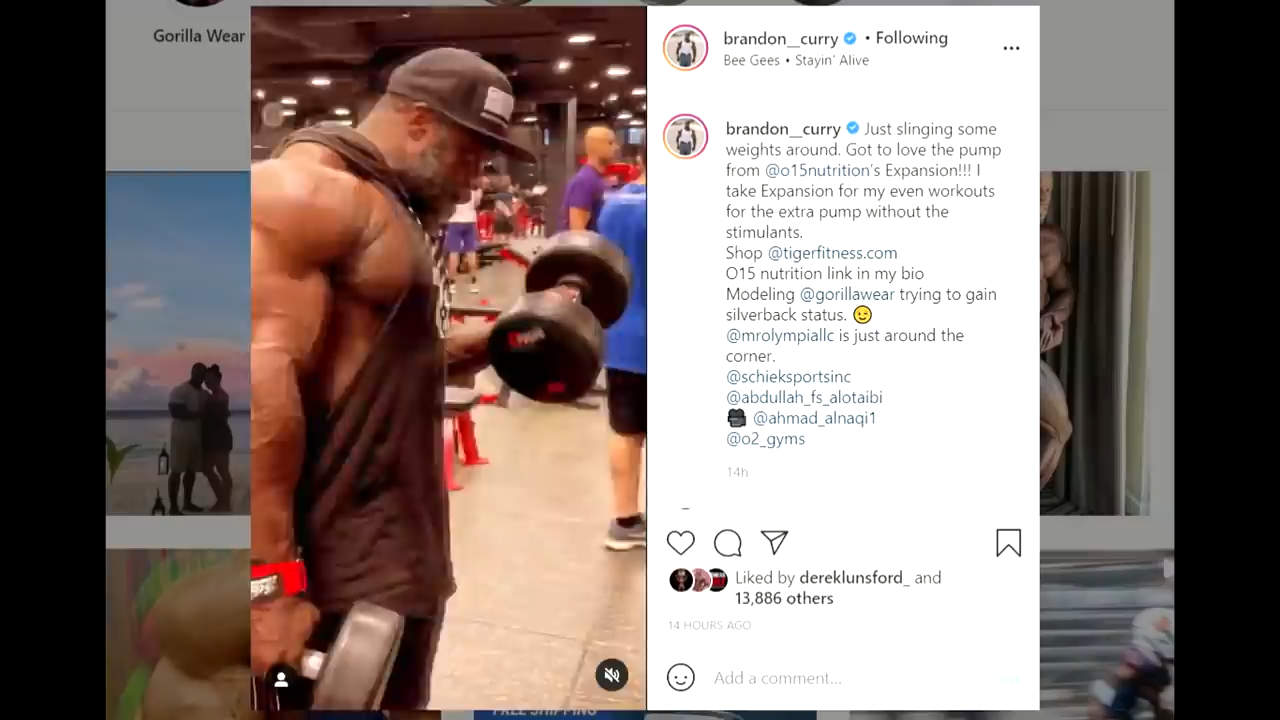 Gorilla Wear
brandon__curry • Following
Bee Gees • Stayin' Alive
brandon__curry Just slinging some
weights around. Got to love the pump
from @o15nutrition's Expansion!!! I
take Expansion for my even workouts
for the extra pump without the
stimulants.
Shop @tigerfitness.com
O15 nutrition link in my bio
Modeling @gorillawear trying to gain
silverback status. 😉
@mrolympiallc is just around the
corner.
@schieksportsinc
@abdullah_fs_alotaibi
@ahmad_alnaqi1
@o2_gyms
14h
Liked by dereklunsford_ and
13,886 others
14 HOURS AGO
Add a comment...
FREE SHIPPING